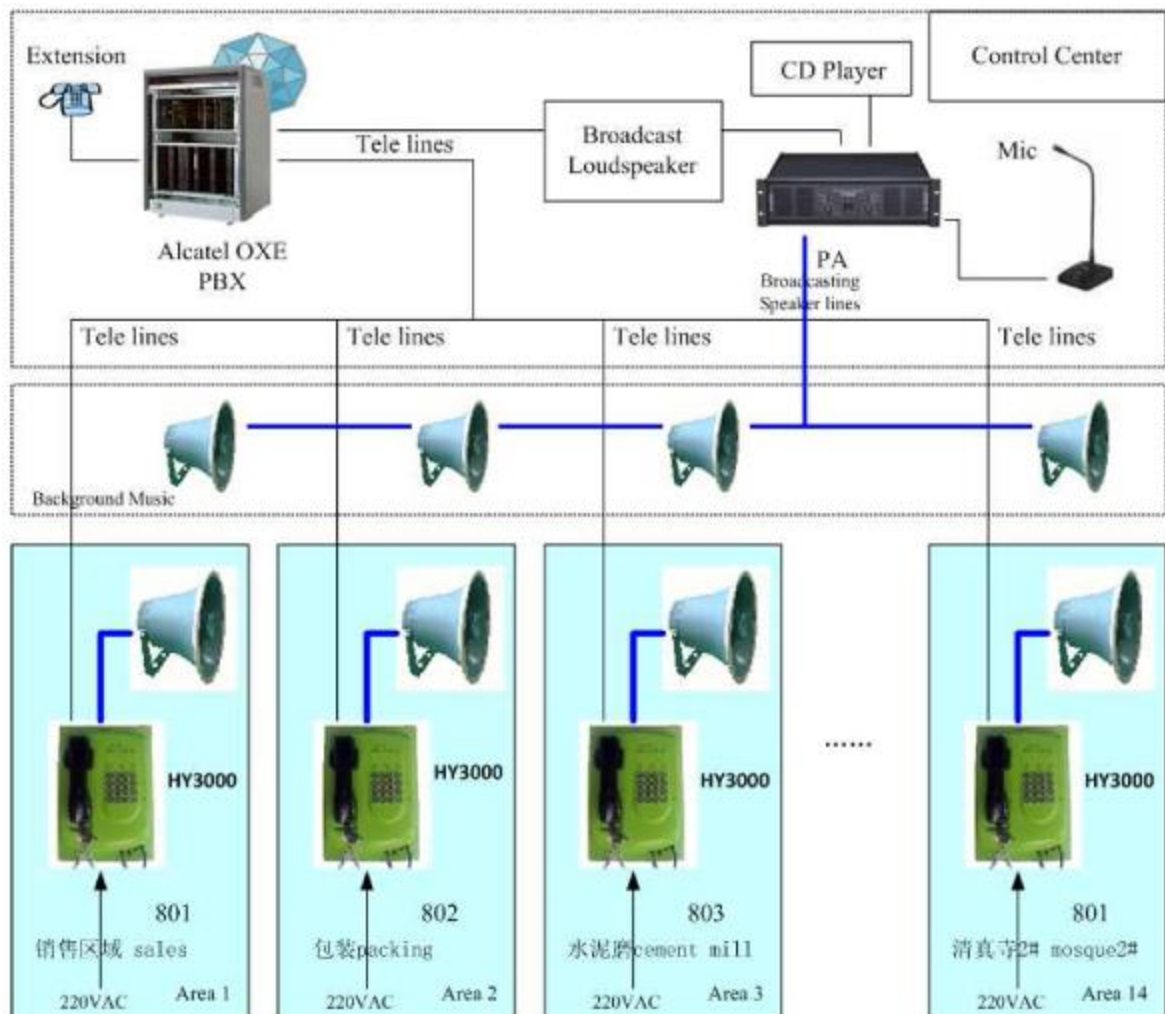 Extension
Control Center
CD Player
Broadcast
Loudspeaker
Tele lines
Mic
Alcatel OXE
PBX
PA
Broadcasting
Speaker lines
Tele lines
Tele lines
Tele lines
Tele lines
Background Music
HY3000
HY3000
HY3000
HY3000
......
801
销售区域 sales
220VAC
Area 1
802
包装packing
220VAC
Area 2
803
水泥磨cement mill
220VAC
Area 3
801
清真寺2# mosque2#
220VAC
Area 14